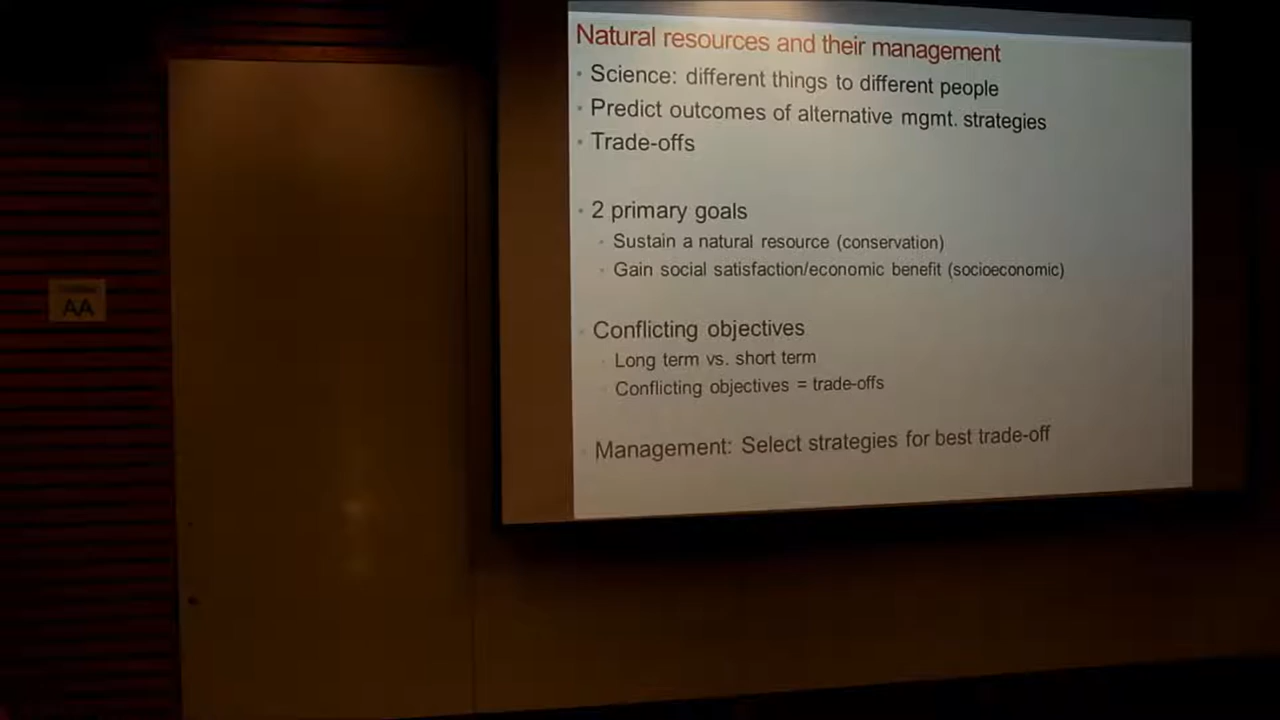 Natural resources and their management
• Science: different things to different people
• Predict outcomes of alternative mgmt. strategies
• Trade-offs
• 2 primary goals
• Sustain a natural resource (conservation)
• Gain social satisfaction/economic benefit (socioeconomic)
• Conflicting objectives
• Long term vs. short term
• Conflicting objectives = trade-offs
• Management: Select strategies for best trade-off
AA